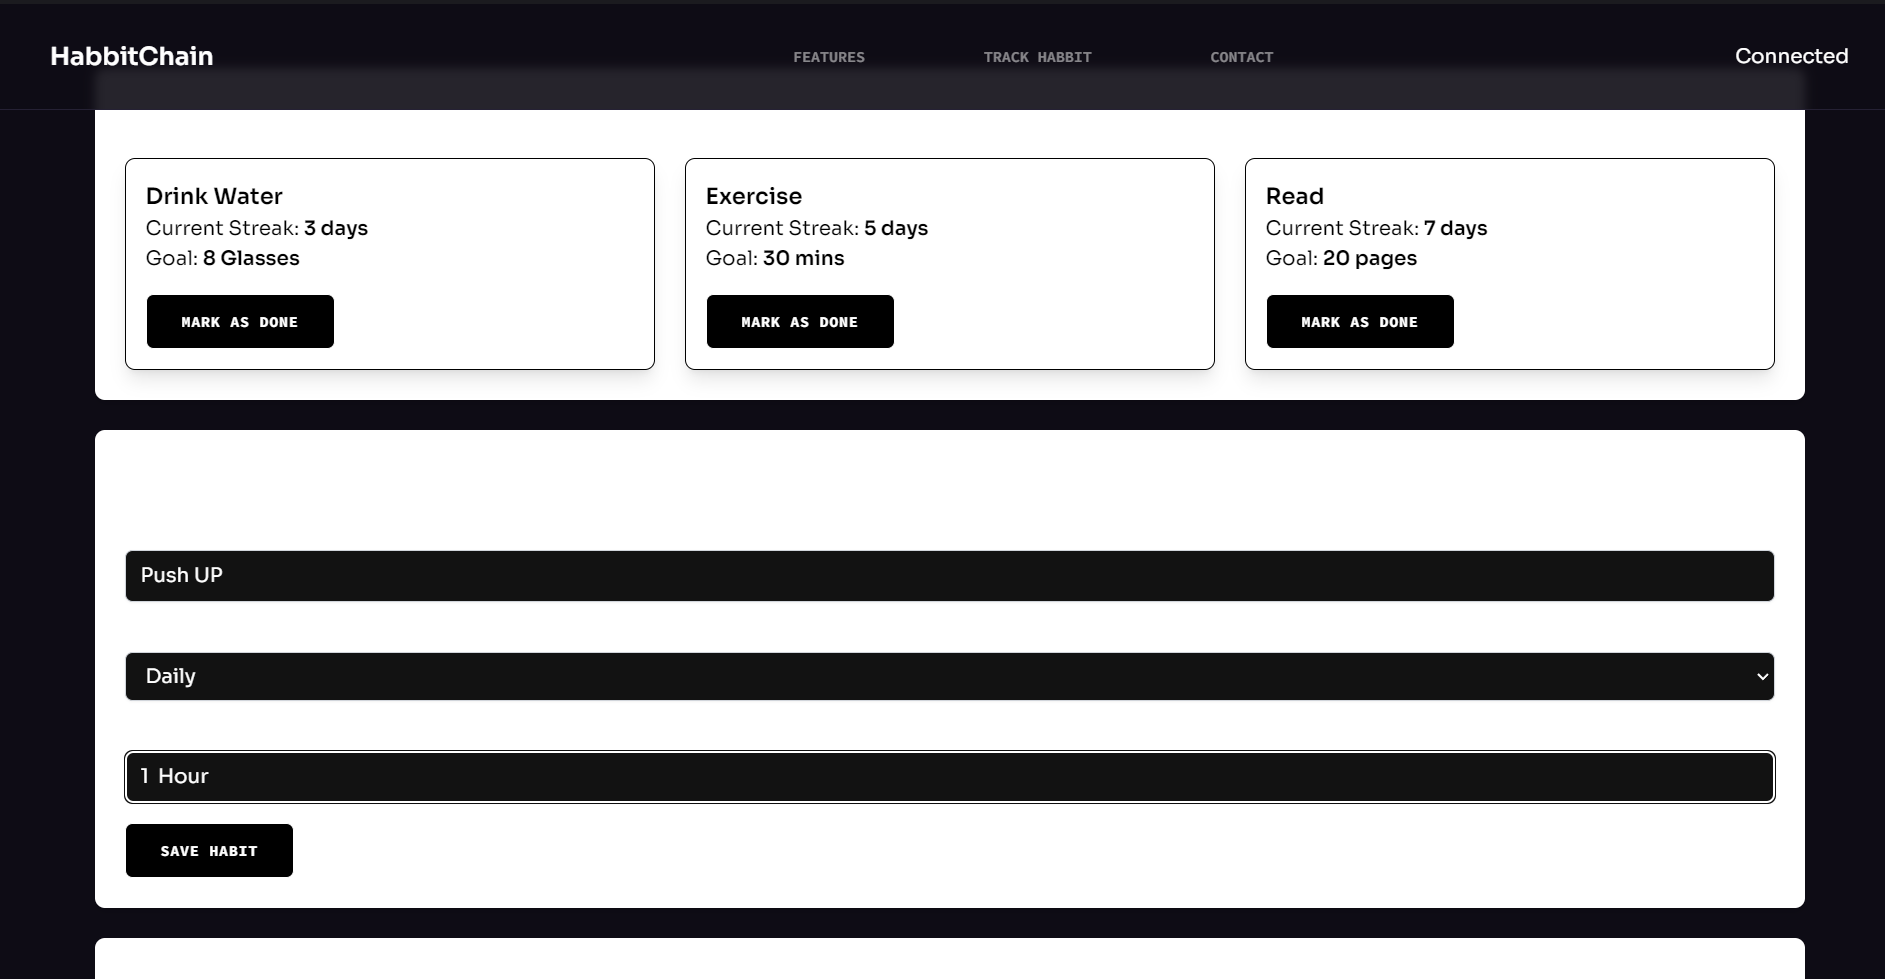 HabbitChain
FEATURES
TRACK HABBIT
CONTACT
Connected
Drink Water
Current Streak: 3 days
Goal: 8 Glasses
MARK AS DONE
Exercise
Current Streak: 5 days
Goal: 30 mins
MARK AS DONE
Read
Current Streak: 7 days
Goal: 20 pages
MARK AS DONE
Push UP
Daily
1 Hour
SAVE HABIT